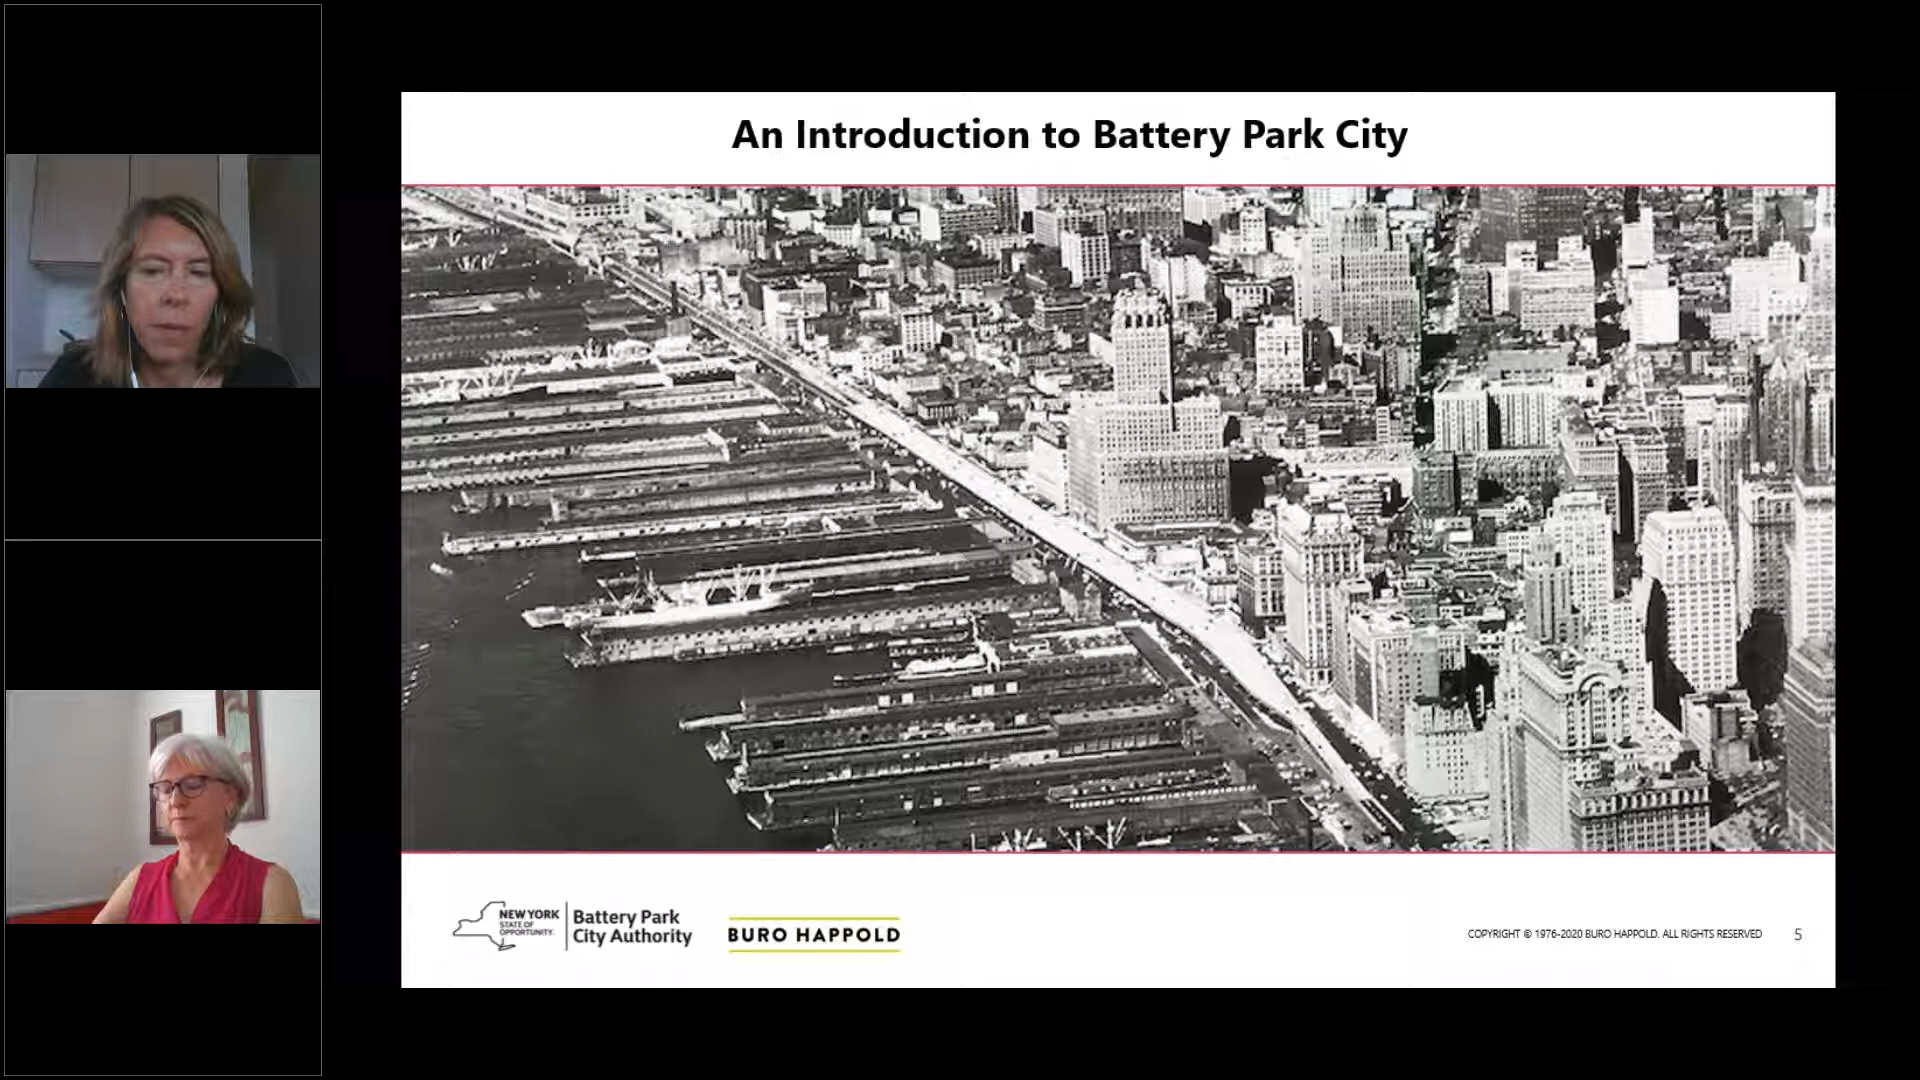 An Introduction to Battery Park City
NEW YORK
STATE OF
OPPORTUNITY.
Battery Park
City Authority
BURO HAPPOLD
COPYRIGHT © 1976-2020 BURO HAPPOLD. ALL RIGHTS RESERVED
5